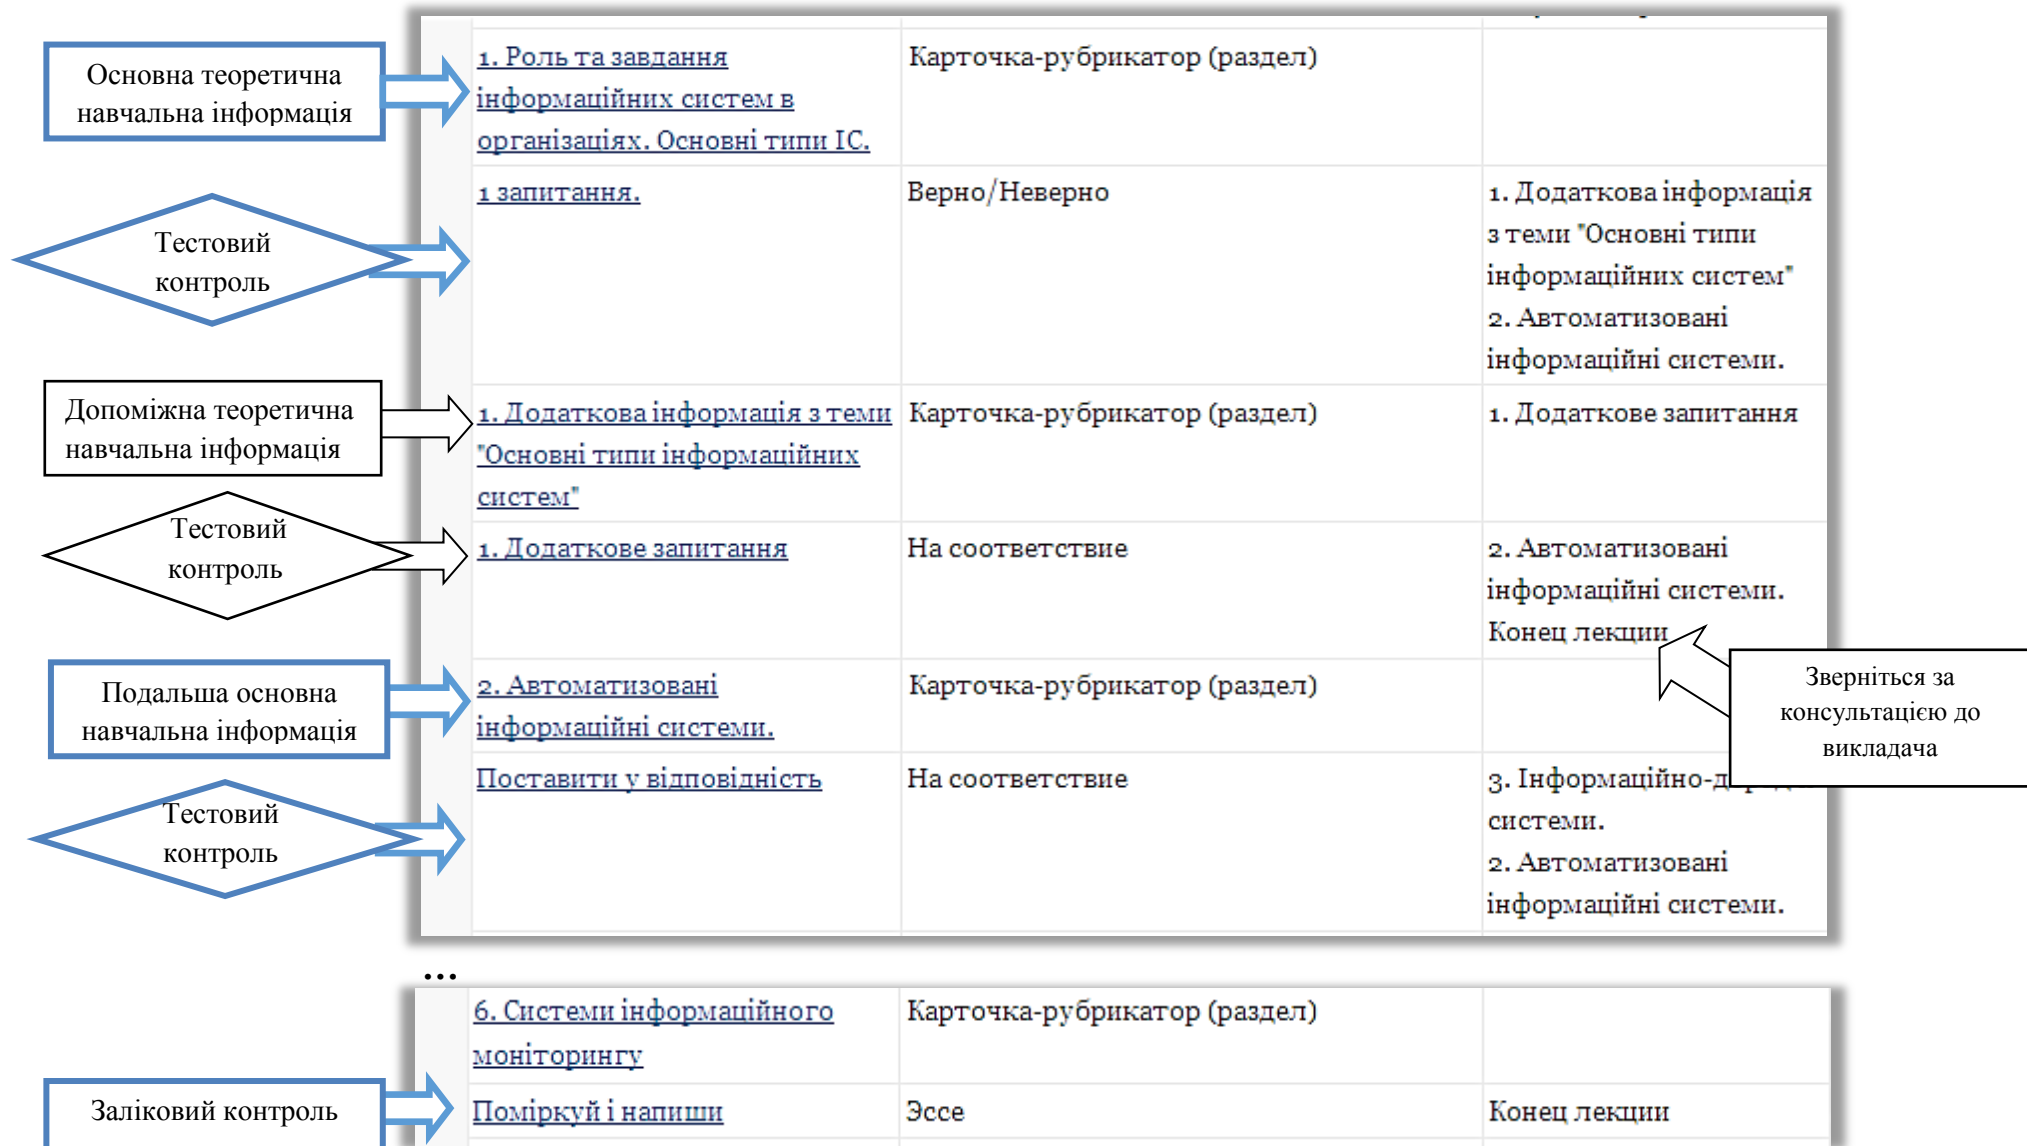 Основна теоретична
навчальна інформація
1. Роль та завдання
інформаційних систем в
організаціях. Основні типи ІС.
Карточка-рубрикатор (раздел)
Тестовий
контроль
1 запитання.
Верно/Неверно
1. Додаткова інформація
з теми "Основні типи
інформаційних систем"
2. Автоматизовані
інформаційні системи.
Допоміжна теоретична
навчальна інформація
1. Додаткова інформація з теми
"Основні типи інформаційних
систем"
Карточка-рубрикатор (раздел)
1. Додаткове запитання
Тестовий
контроль
1. Додаткове запитання
На соответствие
2. Автоматизовані
інформаційні системи.
Конец лекции
Зверніться за
консультацією до
викладача
Подальша основна
навчальна інформація
2. Автоматизовані
інформаційні системи.
Карточка-рубрикатор (раздел)
Тестовий
контроль
Поставити у відповідність
На соответствие
3. Інформаційно-д
системи.
2. Автоматизовані
інформаційні системи.
...
6. Системи інформаційного
моніторингу
Карточка-рубрикатор (раздел)
Заліковий контроль
Поміркуй і напиши
Эссе
Конец лекции